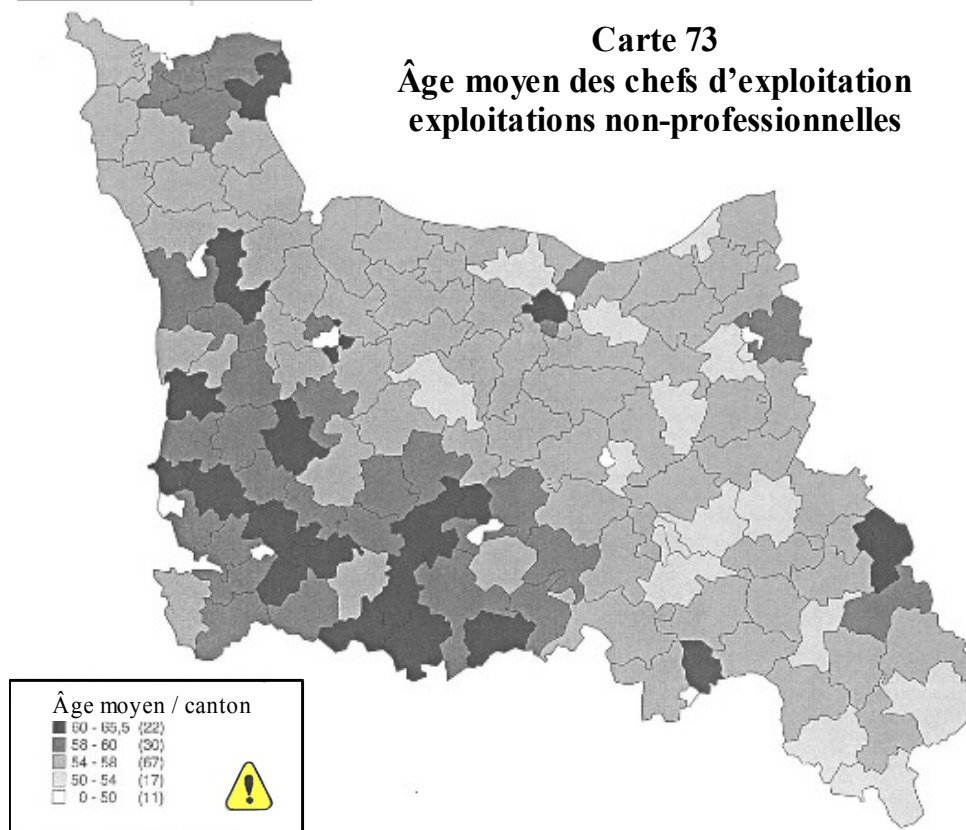 Carte 73
Âge moyen des chefs d’exploitation
exploitations non-professionnelles
Âge moyen / canton
60 - 65,5 (22)
58 - 60 (30)
54 - 58 (67)
50 - 54 (17)
0 - 50 (11)
!